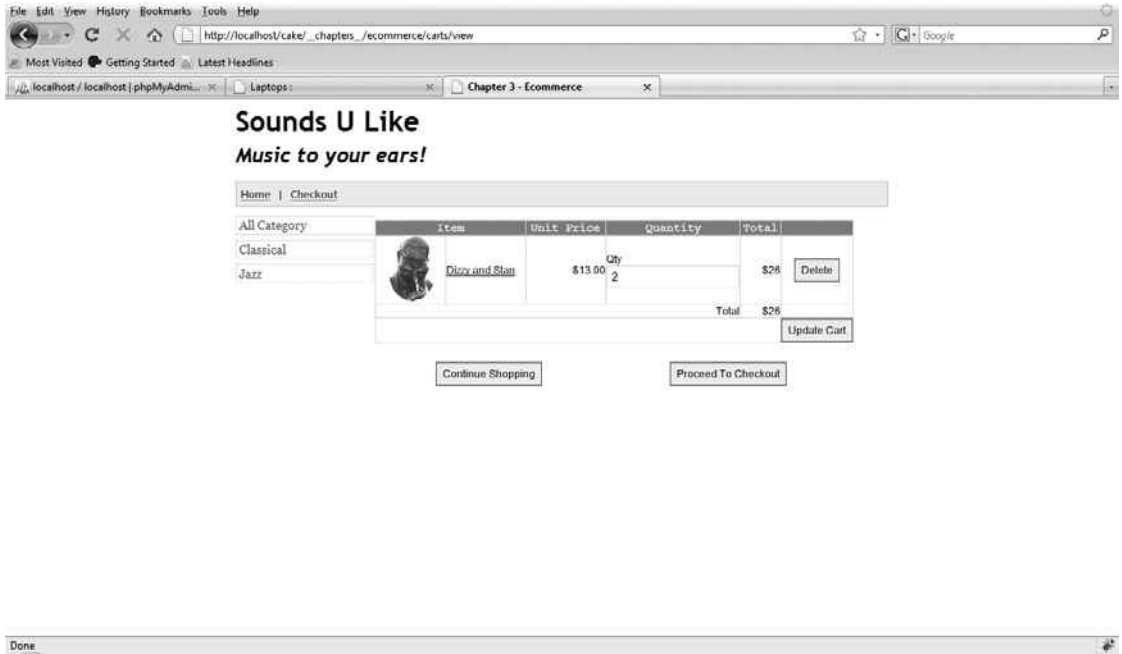 File Edit View History Bookmarks Tools Help
http://localhost/cake/_chapters_/ecommerce/carts/view
Google
Most Visited Getting Started Latest Headlines
localhost / localhost | phpMyAdmi... Laptops : Chapter 3 - Ecommerce
Sounds U Like
Music to your ears!
Home | Checkout
All Category
Classical
Jazz
Item Unit Price Quantity Total
Dizzy and Stan $13.00 Qty 2 $26 Delete
Total $26
Update Cart
Continue Shopping Proceed To Checkout
Done